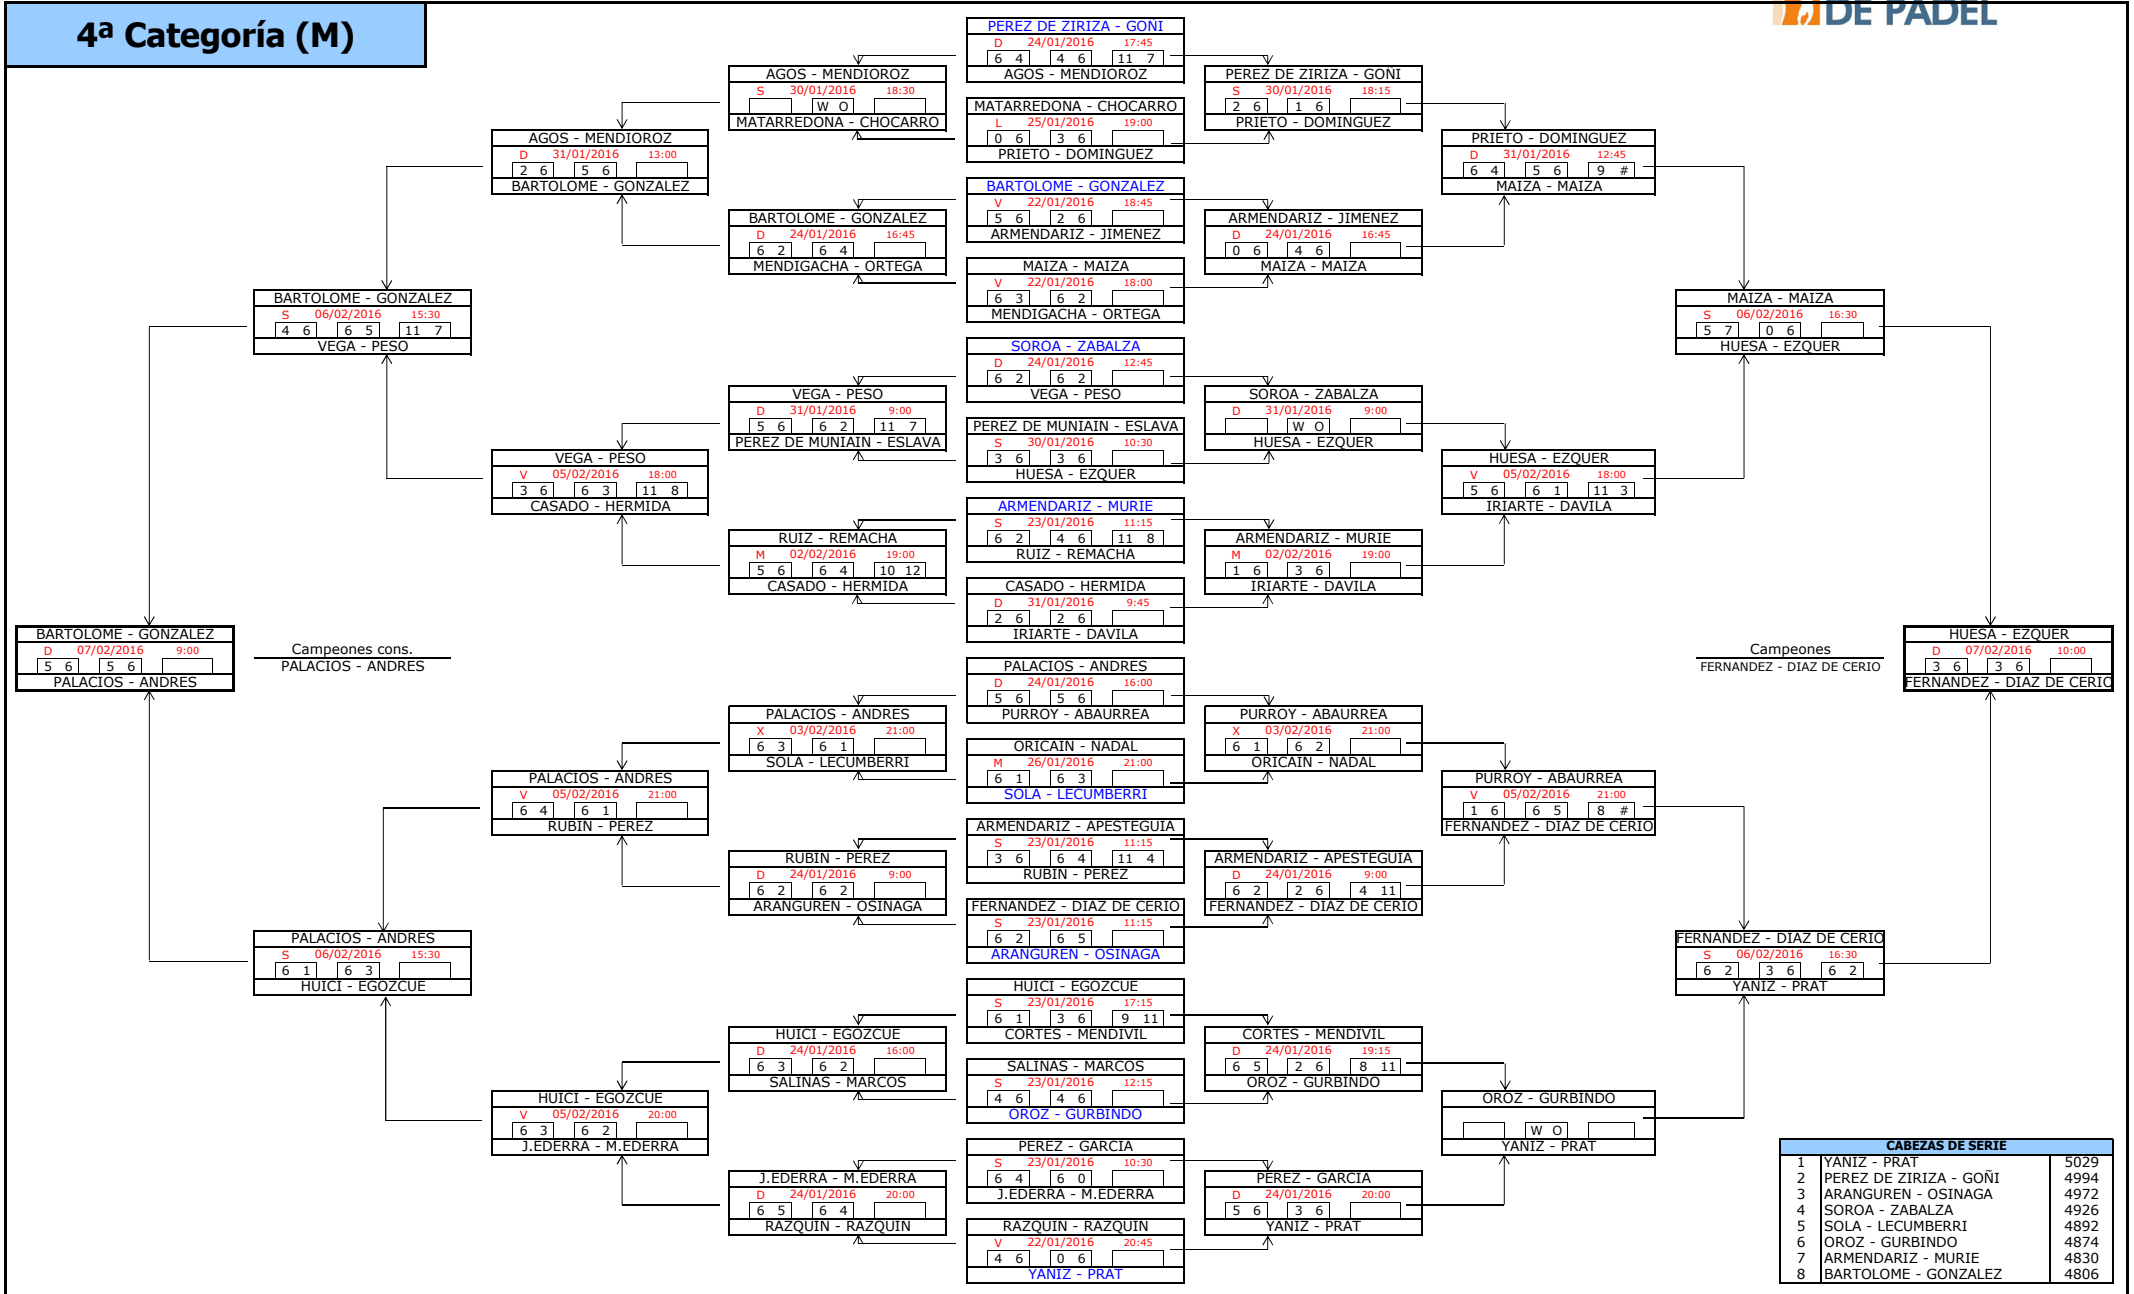 4ª Categoría (M)
DE PADEL
BARTOLOME - GONZALEZ
D 07/02/2016 9:00
5 6 5 6
PALACIOS - ANDRES
Campeones cons.
PALACIOS - ANDRES
BARTOLOME - GONZALEZ
S 06/02/2016 15:30
4 6 6 5 11 7
VEGA - PESO
PALACIOS - ANDRES
S 06/02/2016 15:30
6 1 6 3
HUICI - EGOZCUE
AGOS - MENDIOROZ
D 31/01/2016 13:00
2 6 5 6
BARTOLOME - GONZALEZ
VEGA - PESO
V 05/02/2016 18:00
3 6 6 3 11 8
CASADO - HERMIDA
PALACIOS - ANDRES
V 05/02/2016 21:00
6 4 6 1
RUBIN - PEREZ
HUICI - EGOZCUE
V 05/02/2016 20:00
6 3 6 2
J.EDERRA - M.EDERRA
AGOS - MENDIOROZ
S 30/01/2016 18:30
W O
MATARREDONA - CHOCARRO
BARTOLOME - GONZALEZ
D 24/01/2016 16:45
6 2 6 4
MENDIGACHA - ORTEGA
VEGA - PESO
D 31/01/2016 9:00
5 6 6 2 11 7
PEREZ DE MUNIAIN - ESLAVA
RUIZ - REMACHA
M 02/02/2016 19:00
5 6 6 4 10 12
CASADO - HERMIDA
PALACIOS - ANDRES
X 03/02/2016 21:00
6 3 6 1
SOLA - LECUMBERRI
RUBIN - PEREZ
D 24/01/2016 9:00
6 2 6 2
ARANGUREN - OSINAGA
HUICI - EGOZCUE
D 24/01/2016 16:00
6 3 6 2
SALINAS - MARCOS
J.EDERRA - M.EDERRA
D 24/01/2016 20:00
6 5 6 4
RAZQUIN - RAZQUIN
PEREZ DE ZIRIZA - GOÑI
D 24/01/2016 17:45
6 4 4 6 11 7
AGOS - MENDIOROZ
MATARREDONA - CHOCARRO
L 25/01/2016 19:00
0 6 3 6
PRIETO - DOMINGUEZ
BARTOLOME - GONZALEZ
V 22/01/2016 18:45
5 6 2 6
ARMENDARIZ - JIMENEZ
MAIZA - MAIZA
V 22/01/2016 18:00
6 3 6 2
MENDIGACHA - ORTEGA
SOROA - ZABALZA
D 24/01/2016 12:45
6 2 6 2
VEGA - PESO
PEREZ DE MUNIAIN - ESLAVA
S 30/01/2016 10:30
3 6 3 6
HUESA - EZQUER
ARMENDARIZ - MURIE
S 23/01/2016 11:15
6 2 4 6 11 8
RUIZ - REMACHA
CASADO - HERMIDA
D 31/01/2016 9:45
2 6 2 6
IRIARTE - DAVILA
PALACIOS - ANDRES
D 24/01/2016 16:00
5 6 5 6
PURROY - ABAURREA
ORICAIN - NADAL
M 26/01/2016 21:00
6 1 6 3
SOLA - LECUMBERRI
ARMENDARIZ - APESTEGUIA
S 23/01/2016 11:15
3 6 6 4 11 4
RUBIN - PEREZ
FERNANDEZ - DIAZ DE CERIO
S 23/01/2016 11:15
6 2 6 5
ARANGUREN - OSINAGA
HUICI - EGOZCUE
S 23/01/2016 17:15
6 1 3 6 9 11
CORTES - MENDIVIL
SALINAS - MARCOS
S 23/01/2016 12:15
4 6 4 6
OROZ - GURBINDO
PEREZ - GARCIA
S 23/01/2016 10:30
6 4 6 0
J.EDERRA - M.EDERRA
RAZQUIN - RAZQUIN
V 22/01/2016 20:45
4 6 0 6
YANIZ - PRAT
PEREZ DE ZIRIZA - GOÑI
S 30/01/2016 18:15
2 6 1 6
PRIETO - DOMINGUEZ
ARMENDARIZ - JIMENEZ
D 24/01/2016 16:45
0 6 4 6
MAIZA - MAIZA
SOROA - ZABALZA
D 31/01/2016 9:00
W O
HUESA - EZQUER
ARMENDARIZ - MURIE
M 02/02/2016 19:00
1 6 3 6
IRIARTE - DAVILA
PURROY - ABAURREA
X 03/02/2016 21:00
6 1 6 2
ORICAIN - NADAL
ARMENDARIZ - APESTEGUIA
D 24/01/2016 9:00
6 2 2 6 4 11
FERNANDEZ - DIAZ DE CERIO
CORTES - MENDIVIL
D 24/01/2016 19:15
6 5 2 6 8 11
OROZ - GURBINDO
PEREZ - GARCIA
D 24/01/2016 20:00
5 6 3 6
YANIZ - PRAT
PRIETO - DOMINGUEZ
D 31/01/2016 12:45
6 4 5 6 9 #
MAIZA - MAIZA
HUESA - EZQUER
V 05/02/2016 18:00
5 6 6 1 11 3
IRIARTE - DAVILA
PURROY - ABAURREA
V 05/02/2016 21:00
1 6 6 5 8 #
FERNANDEZ - DIAZ DE CERIO
OROZ - GURBINDO
W O
YANIZ - PRAT
MAIZA - MAIZA
S 06/02/2016 16:30
5 7 0 6
HUESA - EZQUER
FERNANDEZ - DIAZ DE CERIO
S 06/02/2016 16:30
6 2 3 6 6 2
YANIZ - PRAT
Campeones
FERNANDEZ - DIAZ DE CERIO
HUESA - EZQUER
D 07/02/2016 10:00
3 6 3 6
FERNANDEZ - DIAZ DE CERIO
CABEZAS DE SERIE
1 YANIZ - PRAT 5029
2 PEREZ DE ZIRIZA - GOÑI 4994
3 ARANGUREN - OSINAGA 4972
4 SOROA - ZABALZA 4926
5 SOLA - LECUMBERRI 4892
6 OROZ - GURBINDO 4874
7 ARMENDARIZ - MURIE 4830
8 BARTOLOME - GONZALEZ 4806